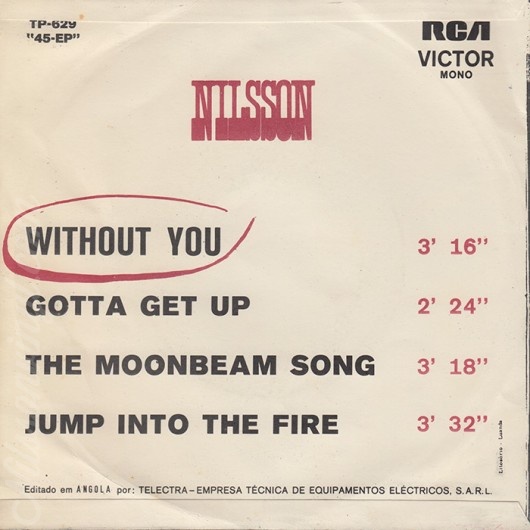 TP-629
"45-EP"
RCA
VICTOR
MONO
NILSSON
WITHOUT YOU 3' 16"
GOTTA GET UP 2' 24"
THE MOONBEAM SONG 3' 18"
JUMP INTO THE FIRE 3' 32"
Editado em ANGOLA por: TELECTRA-EMPRESA TÉCNICA DE EQUIPAMENTOS ELÉCTRICOS, S.A.R.L.